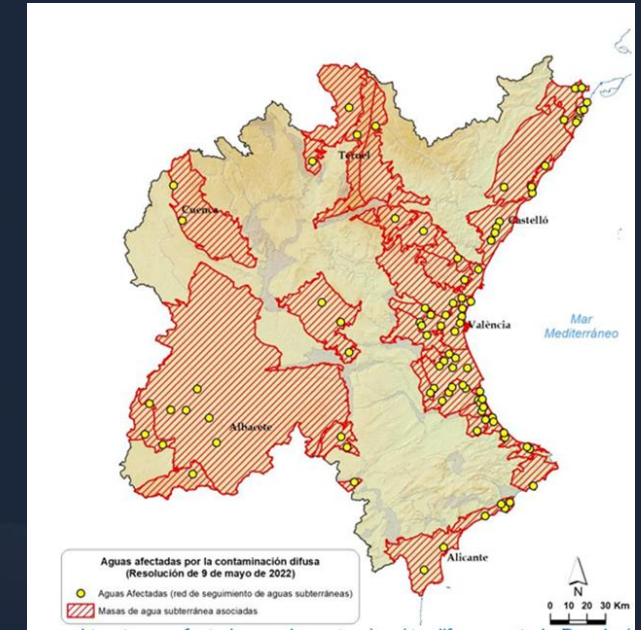 Teruel
Cuenca
Castelló
València
Mar
Mediterráneo
Albacete
Alicante
Aguas afectadas por la contaminación difusa
(Resolución de 9 de mayo de 2022)
Aguas Afectadas (red de seguimiento de aguas subterráneas)
Masas de agua subterránea asociadas
N
0 10 20 30 Km